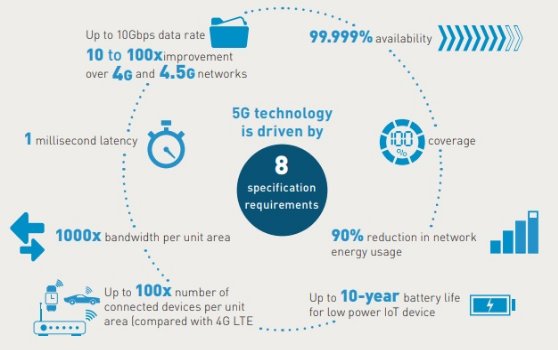 Up to 10Gbps data rate
10 to 100x improvement
over 4G and 4.5G networks
99.999% availability
5G technology
is driven by
8
specification
requirements
1 millisecond latency
100
%
coverage
1000x bandwidth per unit area
90% reduction in network
energy usage
Up to 100x number of
connected devices per unit
area (compared with 4G LTE
Up to 10-year battery life
for low power IoT device